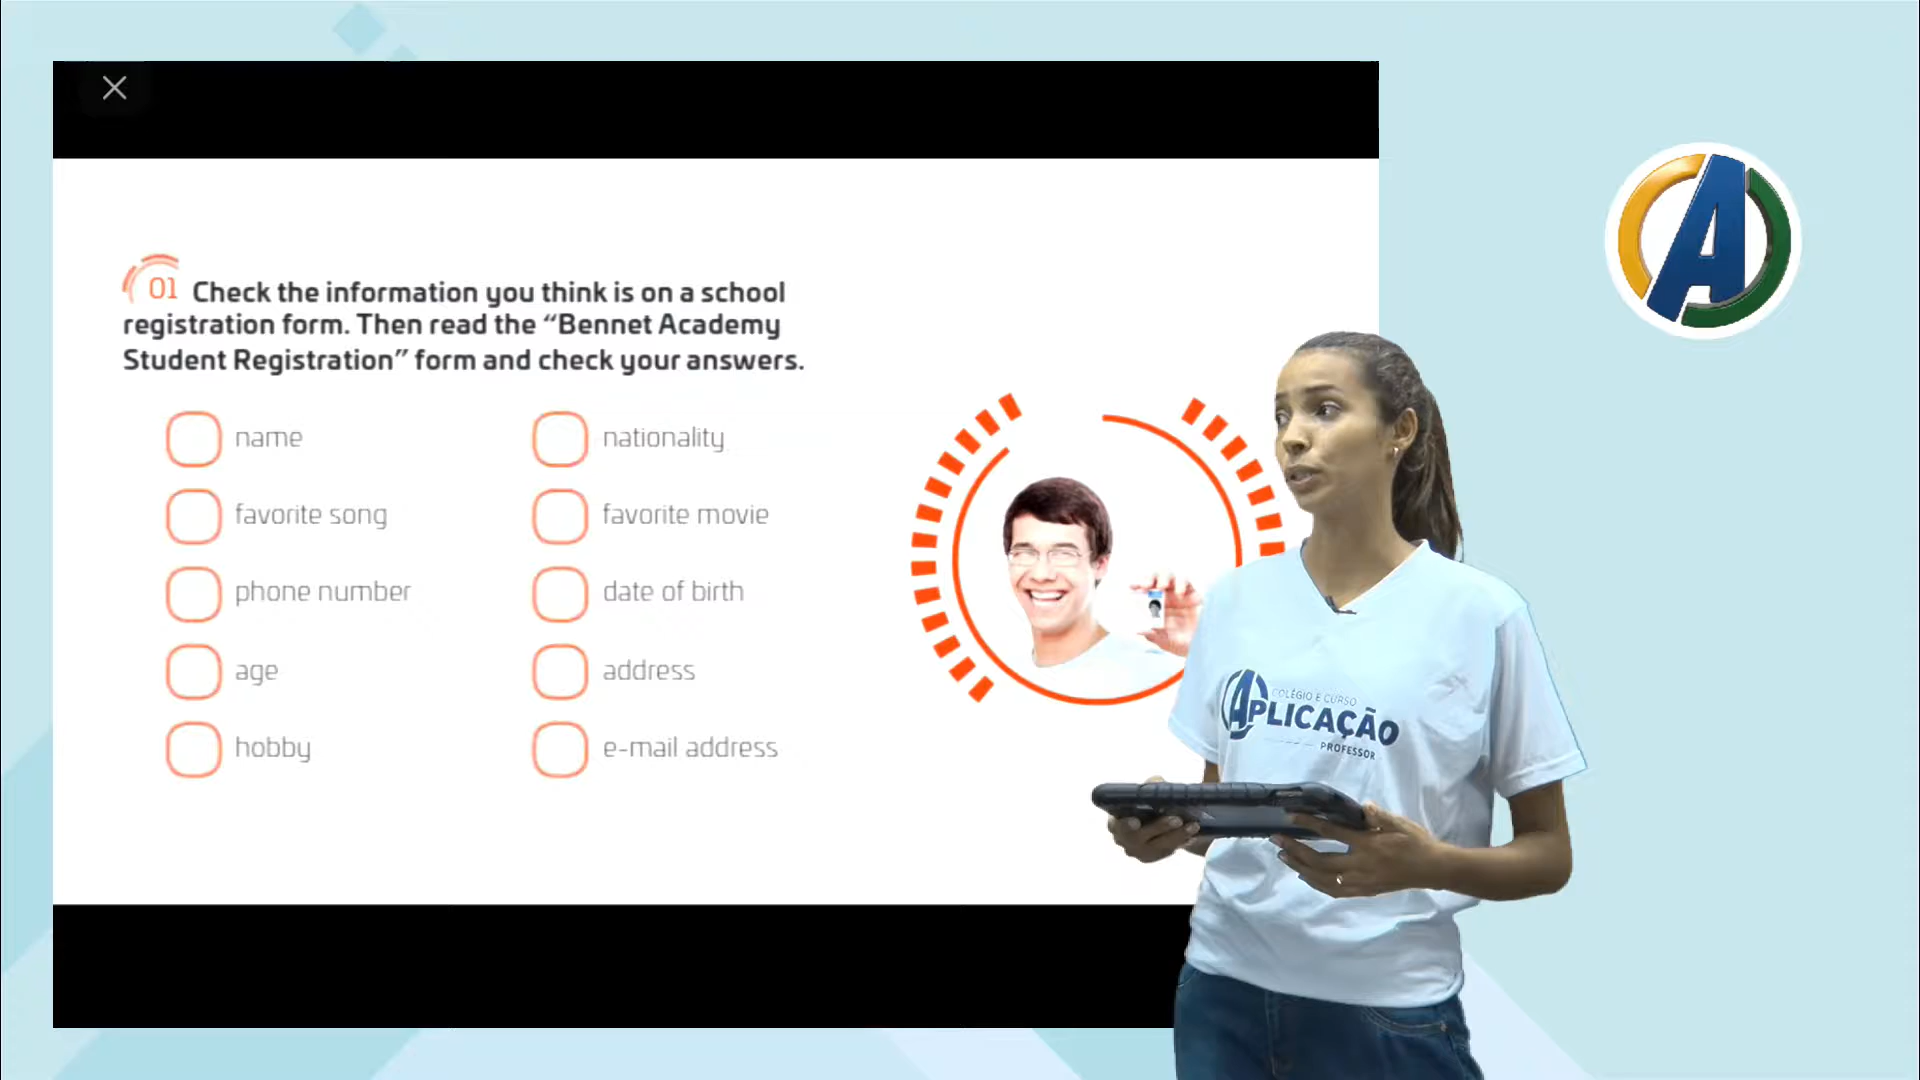 01 Check the information you think is on a school
registration form. Then read the “Bennet Academy
Student Registration” form and check your answers.
name
nationality
favorite song
favorite movie
phone number
date of birth
age
address
hobby
e-mail address
A
COLÉGIO E CURSO
APLICAÇÃO
PROFESSOR